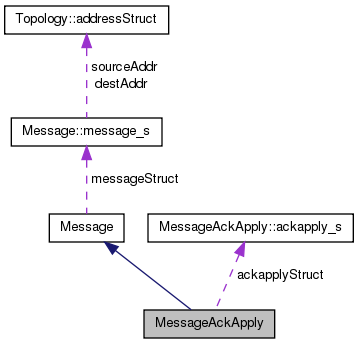 Topology::addressStruct
sourceAddr
destAddr
Message::message_s
messageStruct
Message
MessageAckApply::ackapply_s
ackapplyStruct
MessageAckApply